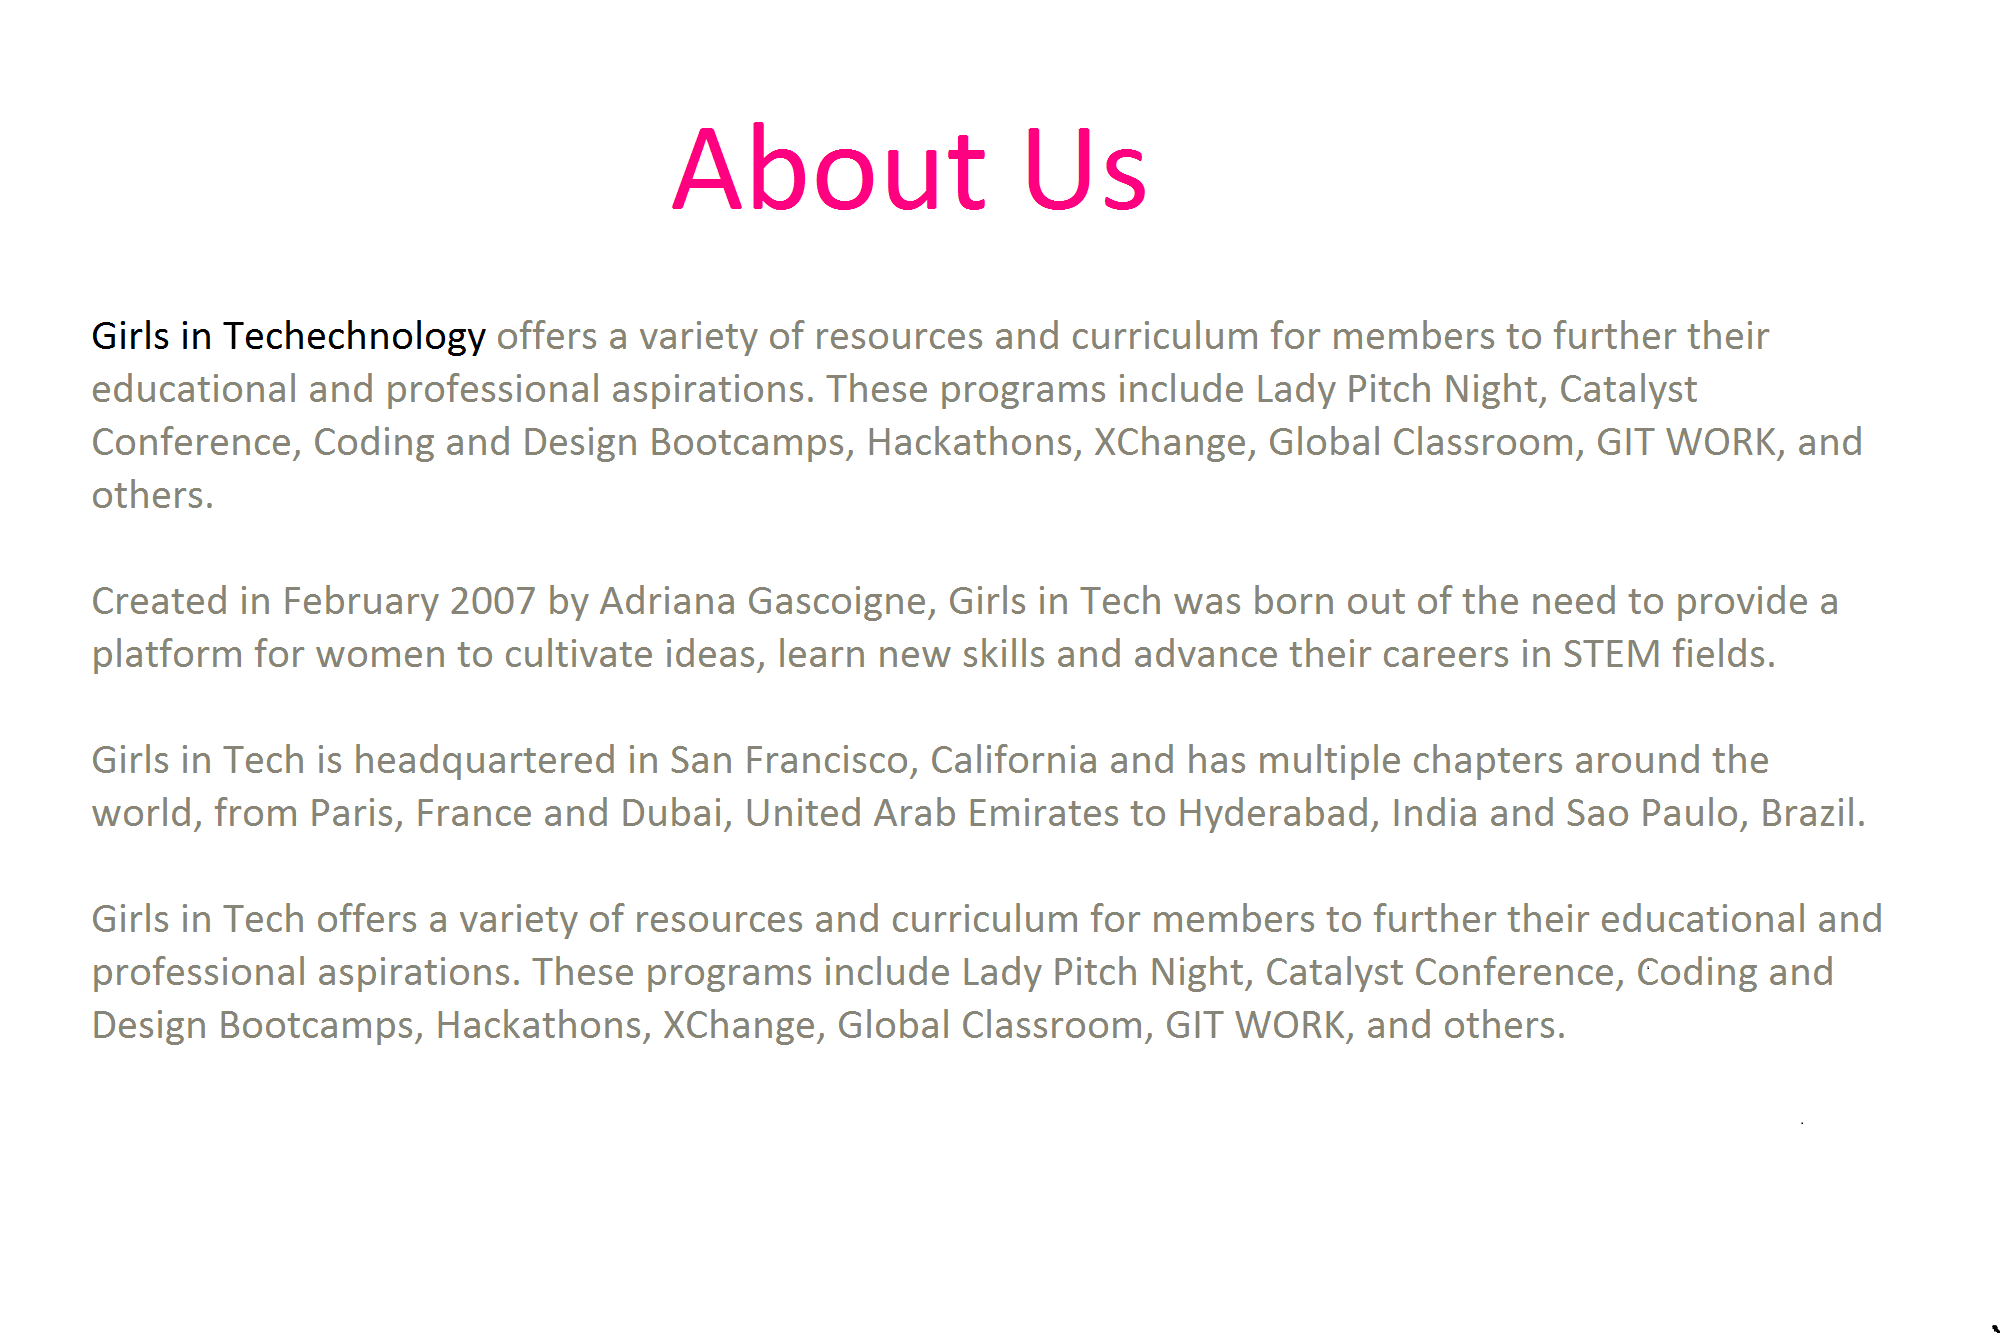 About Us
Girls in Techechnology offers a variety of resources and curriculum for members to further their
educational and professional aspirations. These programs include Lady Pitch Night, Catalyst
Conference, Coding and Design Bootcamps, Hackathons, XChange, Global Classroom, GIT WORK, and
others.
Created in February 2007 by Adriana Gascoigne, Girls in Tech was born out of the need to provide a
platform for women to cultivate ideas, learn new skills and advance their careers in STEM fields.
Girls in Tech is headquartered in San Francisco, California and has multiple chapters around the
world, from Paris, France and Dubai, United Arab Emirates to Hyderabad, India and Sao Paulo, Brazil.
Girls in Tech offers a variety of resources and curriculum for members to further their educational and
professional aspirations. These programs include Lady Pitch Night, Catalyst Conference, Coding and
Design Bootcamps, Hackathons, XChange, Global Classroom, GIT WORK, and others.